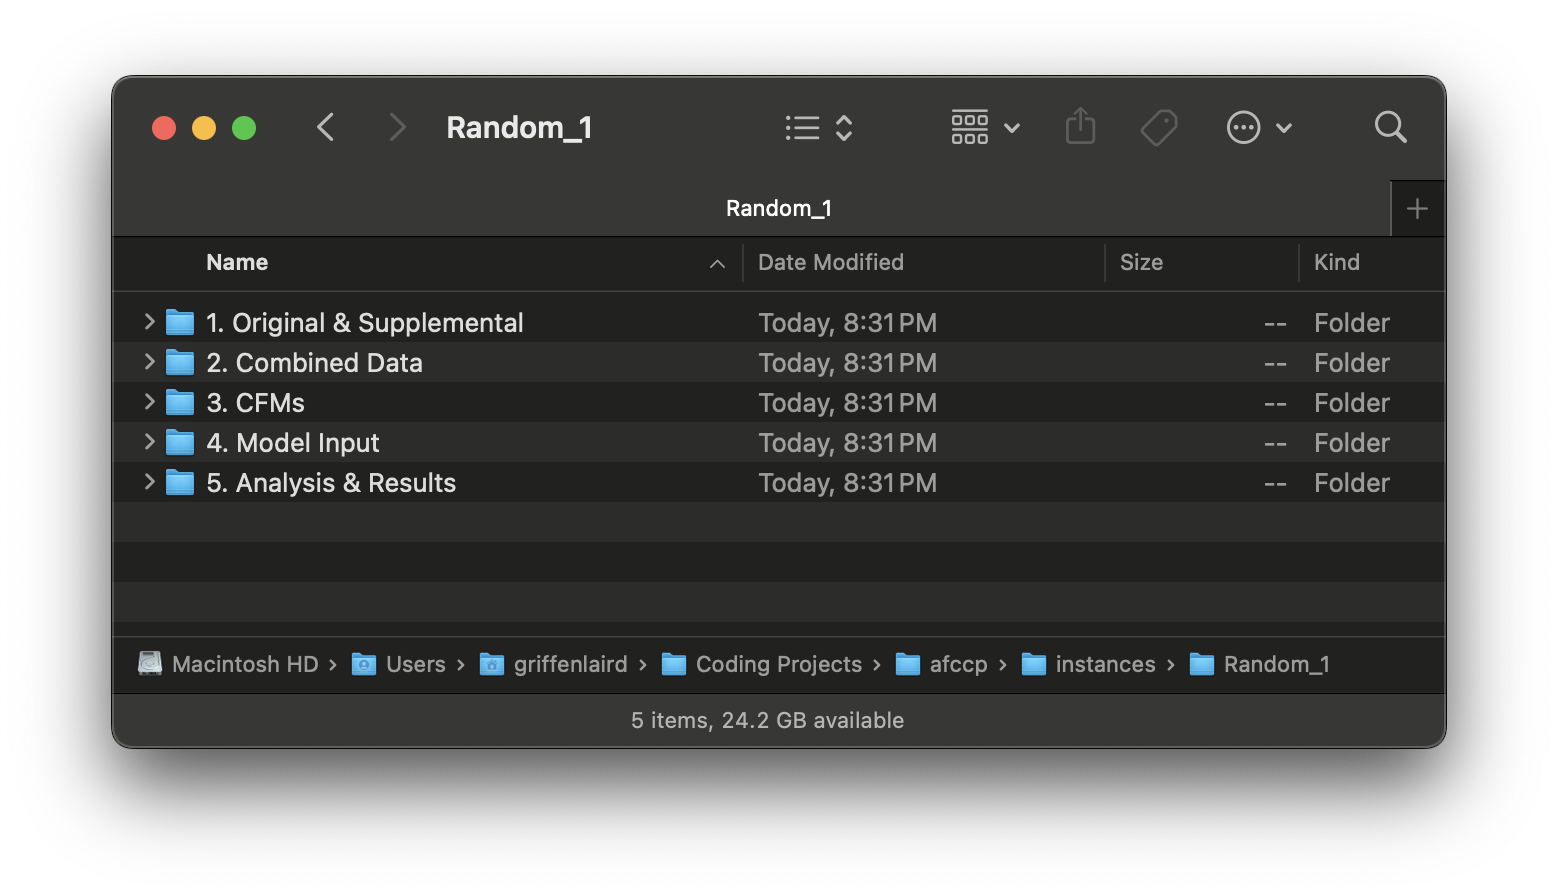 Random_1
Random_1
Name Date Modified Size Kind
1. Original & Supplemental Today, 8:31 PM -- Folder
2. Combined Data Today, 8:31 PM -- Folder
3. CFMs Today, 8:31 PM -- Folder
4. Model Input Today, 8:31 PM -- Folder
5. Analysis & Results Today, 8:31 PM -- Folder
Macintosh HD › Users › griffenlaird › Coding Projects › afccp › instances › Random_1
5 items, 24.2 GB available